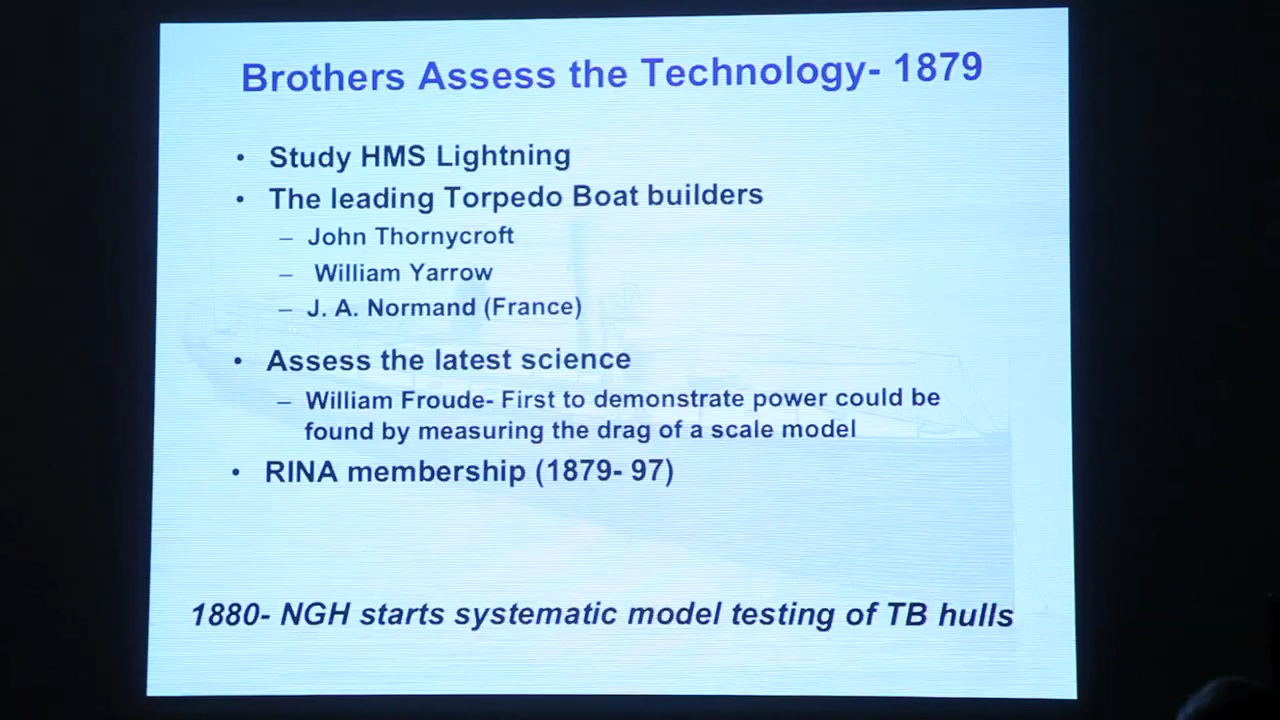 Brothers Assess the Technology- 1879
• Study HMS Lightning
• The leading Torpedo Boat builders
– John Thornycroft
– William Yarrow
– J. A. Normand (France)
• Assess the latest science
– William Froude- First to demonstrate power could be
found by measuring the drag of a scale model
• RINA membership (1879- 97)
1880- NGH starts systematic model testing of TB hulls